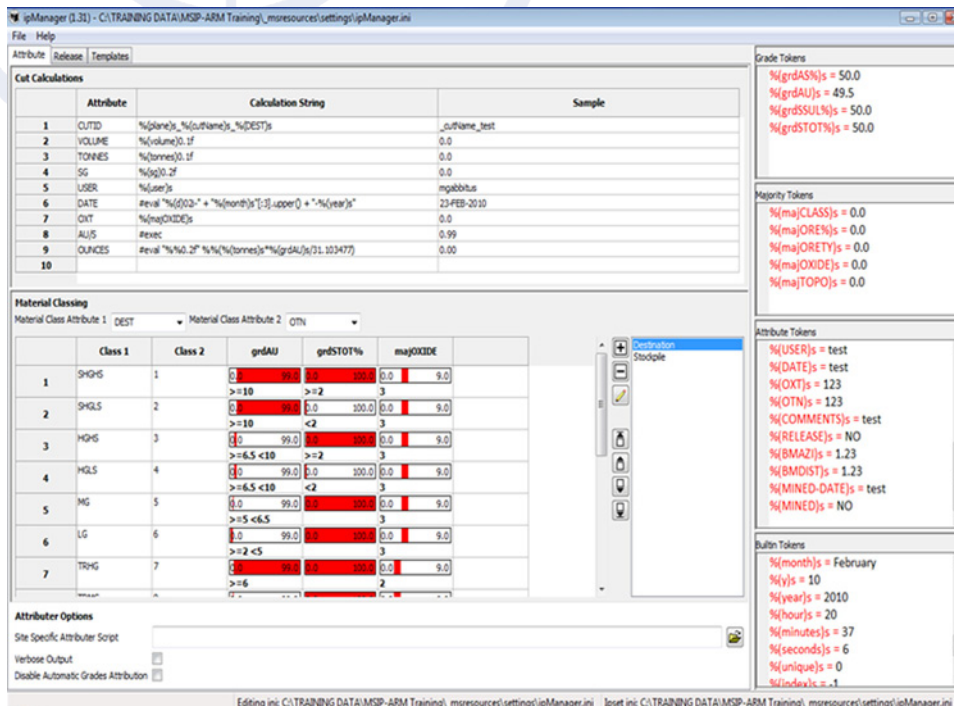 ipManager (1.31) - C:\TRAINING DATA\MSIP-ARM Training\_msresources\settings\ipManager.ini
File Help
Attribute Release Templates
Cut Calculations
Attribute Calculation String Sample
1 CUTID %(plane)s_%(cutName)s_%(DEST)s _cutName_test
2 VOLUME %(volume)0.1f 0.0
3 TONNES %(tonnes)0.1f 0.0
4 SG %(sg)0.2f 0.0
5 USER %(user)s mgabbitus
6 DATE #eval "%(d)02i-" + "%(month)s"[:3].upper() + "-%(year)s" 23-FEB-2010
7 OXT %(majOXIDE)s 0.0
8 AU/S #exec 0.99
9 OUNCES #eval "%%0.2f" %%(%(tonnes)s*%(grdAU)s/31.103477) 0.00
10
Material Classing
Material Class Attribute 1 DEST Material Class Attribute 2 OTN
Class 1 Class 2 grdAU grdSTOT% majOXIDE
1 SHGHS 1 0.0 99.0 0.0 100.0 0.0 9.0
>=10 >=2 3
2 SHGLS 2 0.0 99.0 0.0 100.0 0.0 9.0
>=10 <2 3
3 HGHS 3 0.0 99.0 0.0 100.0 0.0 9.0
>=6.5 <10 >=2 3
4 HGLS 4 0.0 99.0 0.0 100.0 0.0 9.0
>=6.5 <10 <2 3
5 MG 5 0.0 99.0 0.0 100.0 0.0 9.0
>=5 <6.5 3
6 LG 6 0.0 99.0 0.0 100.0 0.0 9.0
>=2 <5 3
7 TRHG 7 0.0 99.0 0.0 100.0 0.0 9.0
>=6 2
Destination
Stockpile
Attributer Options
Site Specific Attributer Script
Verbose Output
Disable Automatic Grades Attribution
Grade Tokens
%(grdAS%)s = 50.0
%(grdAU)s = 49.5
%(grdSSUL%)s = 50.0
%(grdSTOT%)s = 50.0
Majority Tokens
%(majCLASS)s = 0.0
%(majORE%)s = 0.0
%(majORETY)s = 0.0
%(majOXIDE)s = 0.0
%(majTOPO)s = 0.0
Attribute Tokens
%(USER)s = test
%(DATE)s = test
%(OXT)s = 123
%(OTN)s = 123
%(COMMENTS)s = test
%(RELEASE)s = NO
%(BMAZI)s = 1.23
%(BMDIST)s = 1.23
%(MINED-DATE)s = test
%(MINED)s = NO
Builtin Tokens
%(month)s = February
%(y)s = 10
%(year)s = 2010
%(hour)s = 20
%(minutes)s = 37
%(seconds)s = 6
%(unique)s = 0
%(index)s = -1
Editing ini: C:\TRAINING DATA\MSIP-ARM Training\_msresources\settings\ipManager.ini Ipset ini: C:\TRAINING DATA\MSIP-ARM Training\_msresources\settings\ipManager.ini